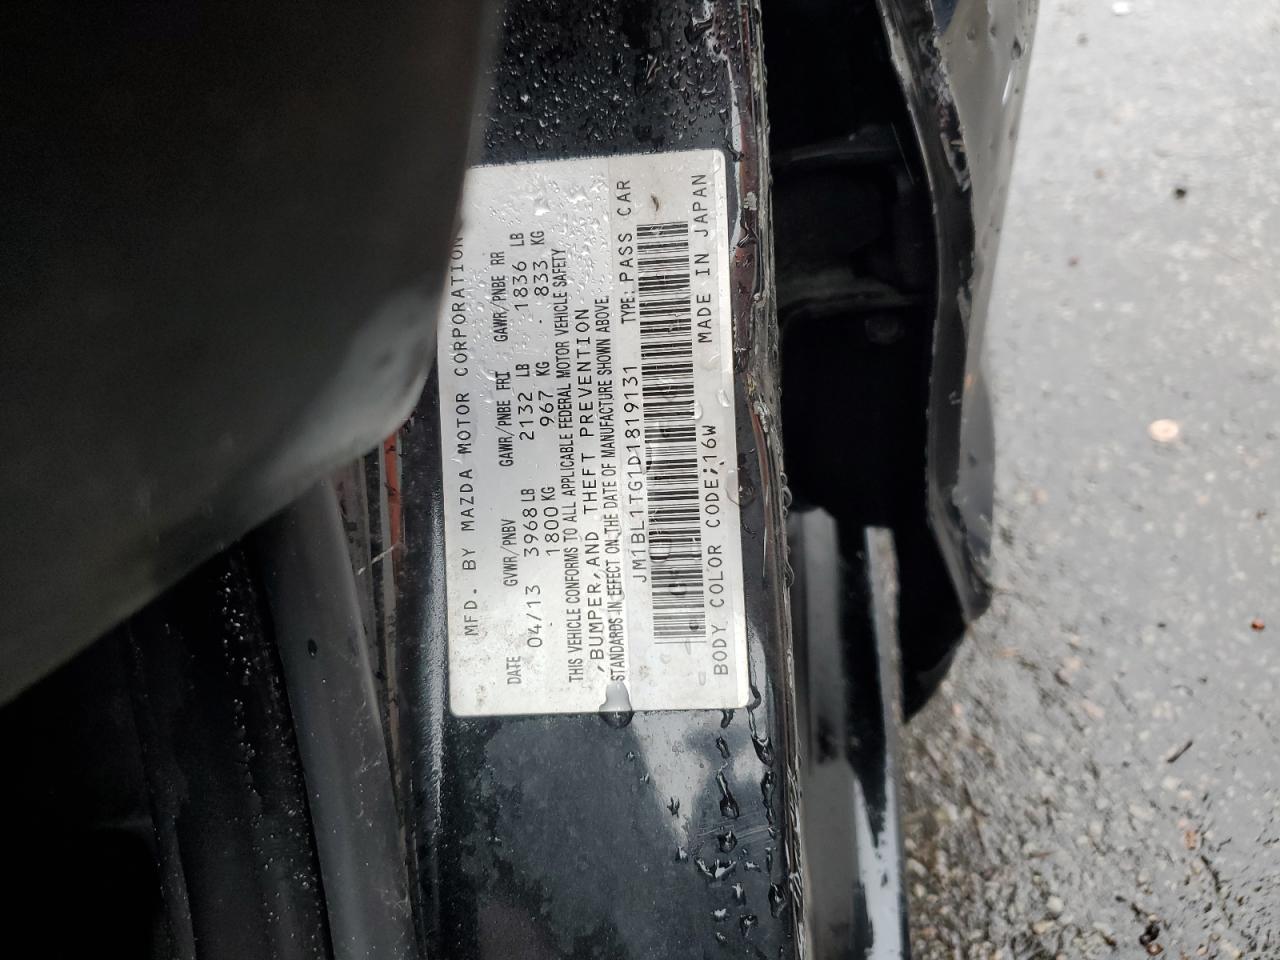 MFD. BY MAZDA MOTOR CORPORATION
DATE GVWR/PNBV GAWR/PNBE FRT GAWR/PNBE RR
04/13 3968 LB 2132 LB 1836 LB
1800 KG 967 KG 833 KG
THIS VEHICLE CONFORMS TO ALL APPLICABLE FEDERAL MOTOR VEHICLE SAFETY
,BUMPER,AND THEFT PREVENTION
STANDARDS IN EFFECT ON THE DATE OF MANUFACTURE SHOWN ABOVE.
JM1BL1TG1D1819131 TYPE: PASS CAR
BODY COLOR CODE;16W MADE IN JAPAN